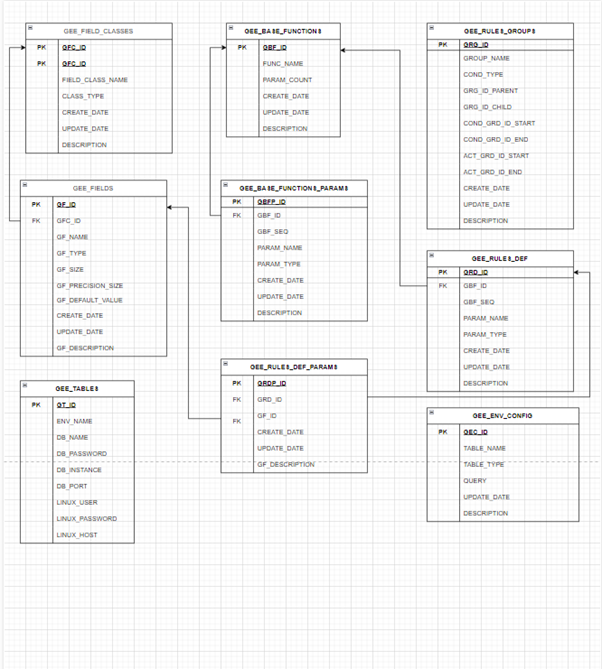 GEE_FIELD_CLASSES
PK GFC_ID
PK GFC_ID
FIELD_CLASS_NAME
CLASS_TYPE
CREATE_DATE
UPDATE_DATE
DESCRIPTION
GEE_BASE_FUNCTIONS
PK GBF_ID
FUNC_NAME
PARAM_COUNT
CREATE_DATE
UPDATE_DATE
DESCRIPTION
GEE_RULES_GROUPS
PK GRG_ID
GROUP_NAME
COND_TYPE
GRG_ID_PARENT
GRG_ID_CHILD
COND_GRD_ID_START
COND_GRD_ID_END
ACT_GRD_ID_START
ACT_GRD_ID_END
CREATE_DATE
UPDATE_DATE
DESCRIPTION
GEE_FIELDS
PK GF_ID
FK GFC_ID
GF_NAME
GF_TYPE
GF_SIZE
GF_PRECISION_SIZE
GF_DEFAULT_VALUE
CREATE_DATE
UPDATE_DATE
GF_DESCRIPTION
GEE_BASE_FUNCTIONS_PARAMS
PK GBFP_ID
FK GBF_ID
GBF_SEQ
PARAM_NAME
PARAM_TYPE
CREATE_DATE
UPDATE_DATE
DESCRIPTION
GEE_RULES_DEF
PK GRD_ID
FK GBF_ID
GBF_SEQ
PARAM_NAME
PARAM_TYPE
CREATE_DATE
UPDATE_DATE
DESCRIPTION
GEE_TABLES
PK GT_ID
ENV_NAME
DB_NAME
DB_PASSWORD
DB_INSTANCE
DB_PORT
LINUX_USER
LINUX_PASSWORD
LINUX_HOST
GEE_RULES_DEF_PARAMS
PK GRDP_ID
FK GRD_ID
FK GF_ID
CREATE_DATE
UPDATE_DATE
GF_DESCRIPTION
GEE_ENV_CONFIG
PK GEC_ID
TABLE_NAME
TABLE_TYPE
QUERY
UPDATE_DATE
DESCRIPTION